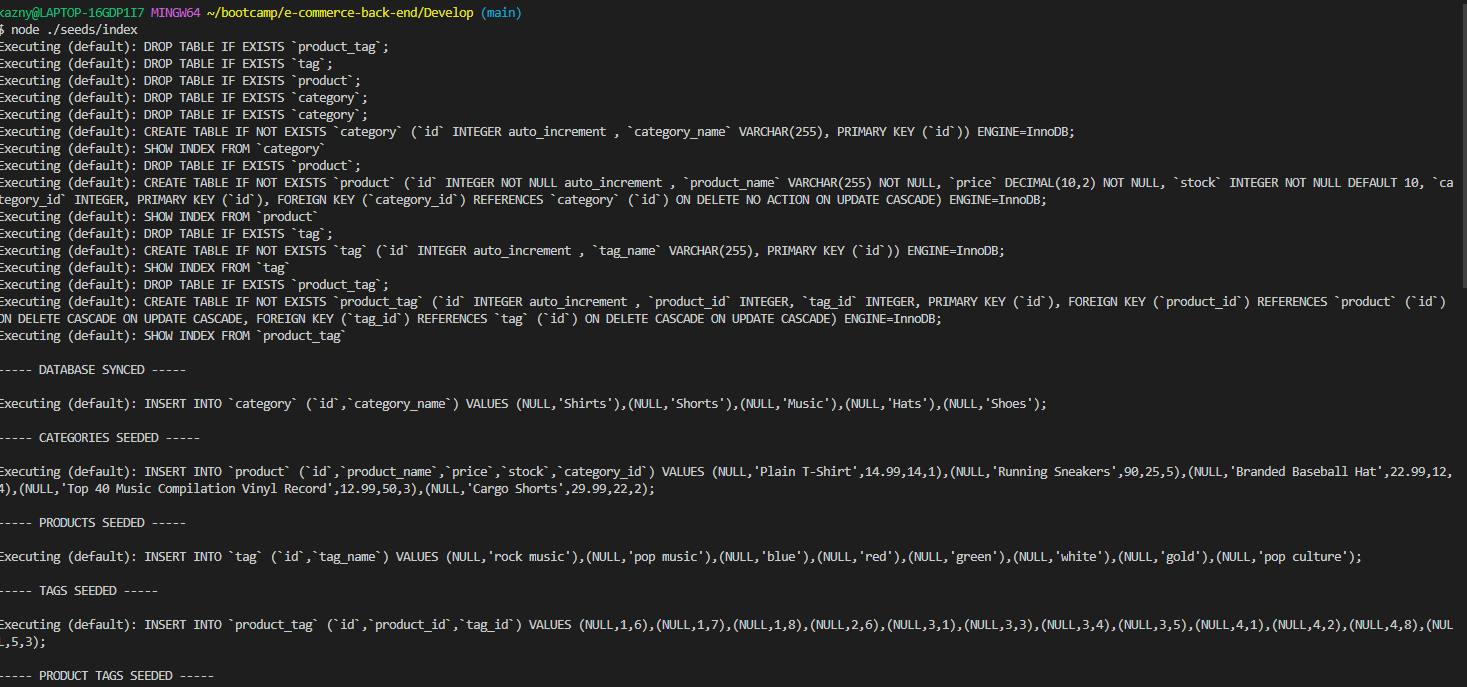 kazny@LAPTOP-16GDP1I7 MINGW64 ~/bootcamp/e-commerce-back-end/Develop (main)
$ node ./seeds/index
Executing (default): DROP TABLE IF EXISTS `product_tag`;
Executing (default): DROP TABLE IF EXISTS `tag`;
Executing (default): DROP TABLE IF EXISTS `product`;
Executing (default): DROP TABLE IF EXISTS `category`;
Executing (default): DROP TABLE IF EXISTS `category`;
Executing (default): CREATE TABLE IF NOT EXISTS `category` (`id` INTEGER auto_increment , `category_name` VARCHAR(255), PRIMARY KEY (`id`)) ENGINE=InnoDB;
Executing (default): SHOW INDEX FROM `category`
Executing (default): DROP TABLE IF EXISTS `product`;
Executing (default): CREATE TABLE IF NOT EXISTS `product` (`id` INTEGER NOT NULL auto_increment , `product_name` VARCHAR(255) NOT NULL, `price` DECIMAL(10,2) NOT NULL, `stock` INTEGER NOT NULL DEFAULT 10, `ca
tegory_id` INTEGER, PRIMARY KEY (`id`), FOREIGN KEY (`category_id`) REFERENCES `category` (`id`) ON DELETE NO ACTION ON UPDATE CASCADE) ENGINE=InnoDB;
Executing (default): SHOW INDEX FROM `product`
Executing (default): DROP TABLE IF EXISTS `tag`;
Executing (default): CREATE TABLE IF NOT EXISTS `tag` (`id` INTEGER auto_increment , `tag_name` VARCHAR(255), PRIMARY KEY (`id`)) ENGINE=InnoDB;
Executing (default): SHOW INDEX FROM `tag`
Executing (default): DROP TABLE IF EXISTS `product_tag`;
Executing (default): CREATE TABLE IF NOT EXISTS `product_tag` (`id` INTEGER auto_increment , `product_id` INTEGER, `tag_id` INTEGER, PRIMARY KEY (`id`), FOREIGN KEY (`product_id`) REFERENCES `product` (`id`)
ON DELETE CASCADE ON UPDATE CASCADE, FOREIGN KEY (`tag_id`) REFERENCES `tag` (`id`) ON DELETE CASCADE ON UPDATE CASCADE) ENGINE=InnoDB;
Executing (default): SHOW INDEX FROM `product_tag`
----- DATABASE SYNCED -----
Executing (default): INSERT INTO `category` (`id`,`category_name`) VALUES (NULL,'Shirts'),(NULL,'Shorts'),(NULL,'Music'),(NULL,'Hats'),(NULL,'Shoes');
----- CATEGORIES SEEDED -----
Executing (default): INSERT INTO `product` (`id`,`product_name`,`price`,`stock`,`category_id`) VALUES (NULL,'Plain T-Shirt',14.99,14,1),(NULL,'Running Sneakers',90,25,5),(NULL,'Branded Baseball Hat',22.99,12,
4),(NULL,'Top 40 Music Compilation Vinyl Record',12.99,50,3),(NULL,'Cargo Shorts',29.99,22,2);
----- PRODUCTS SEEDED -----
Executing (default): INSERT INTO `tag` (`id`,`tag_name`) VALUES (NULL,'rock music'),(NULL,'pop music'),(NULL,'blue'),(NULL,'red'),(NULL,'green'),(NULL,'white'),(NULL,'gold'),(NULL,'pop culture');
----- TAGS SEEDED -----
Executing (default): INSERT INTO `product_tag` (`id`,`product_id`,`tag_id`) VALUES (NULL,1,6),(NULL,1,7),(NULL,1,8),(NULL,2,6),(NULL,3,1),(NULL,3,3),(NULL,3,4),(NULL,3,5),(NULL,4,1),(NULL,4,2),(NULL,4,8),(NUL
L,5,3);
----- PRODUCT TAGS SEEDED -----